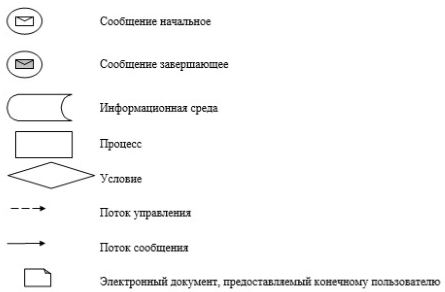 Сообщение начальное
Сообщение завершающее
Информационная среда
Процесс
Условие
Поток управления
Поток сообщения
Электронный документ, предоставляемый конечному пользователю